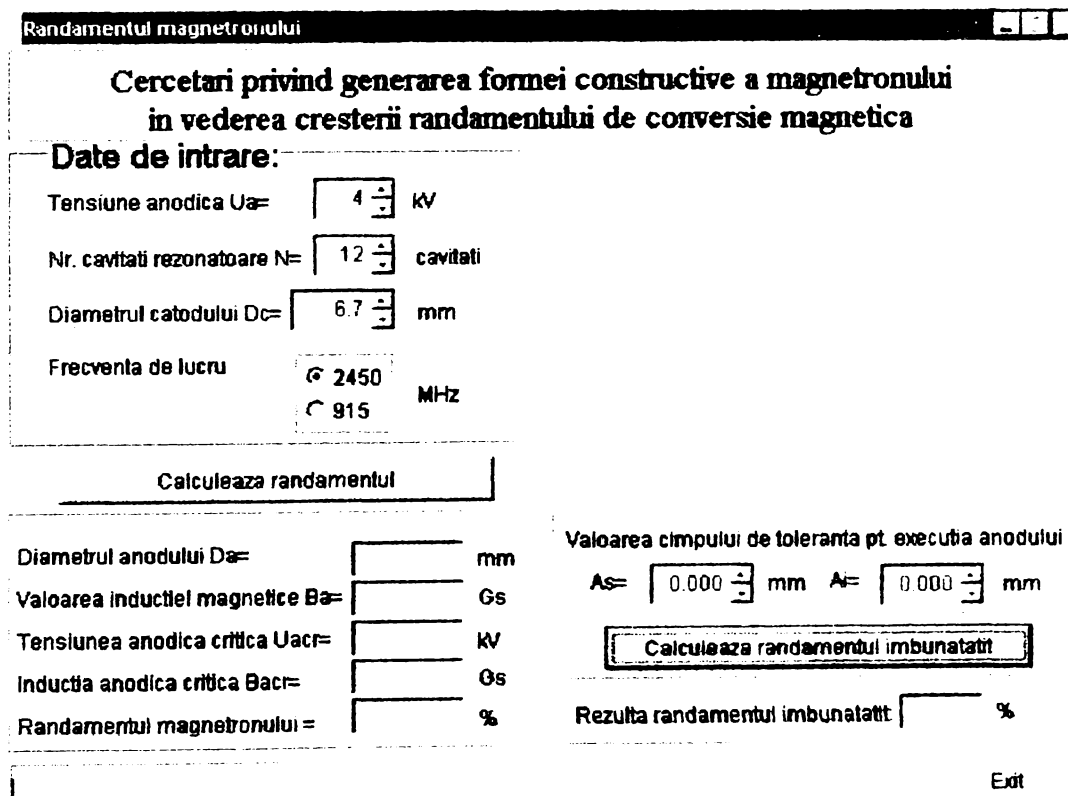 Randamentul magnetronului
Cercetari privind generarea formei constructive a magnetronului
in vederea cresterii randamentului de conversie magnetica
Date de intrare:
Tensiune anodica Ua= 4 kV
Nr. cavitati rezonatoare N= 12 cavitati
Diametrul catodului Dc= 6.7 mm
Frecventa de lucru
2450
915
MHz
Calculeaza randamentul
Diametrul anodului Da= mm
Valoarea inductiei magnetice Ba= Gs
Tensiunea anodica critica Uacr= kV
Inductia anodica critica Bacr= Gs
Randamentul magnetronului = %
Valoarea cimpului de toleranta pt. executia anodului
As= 0.000 mm Ai= 0.000 mm
Calculeaza randamentul imbunatatit
Rezulta randamentul imbunatatit %
Exit